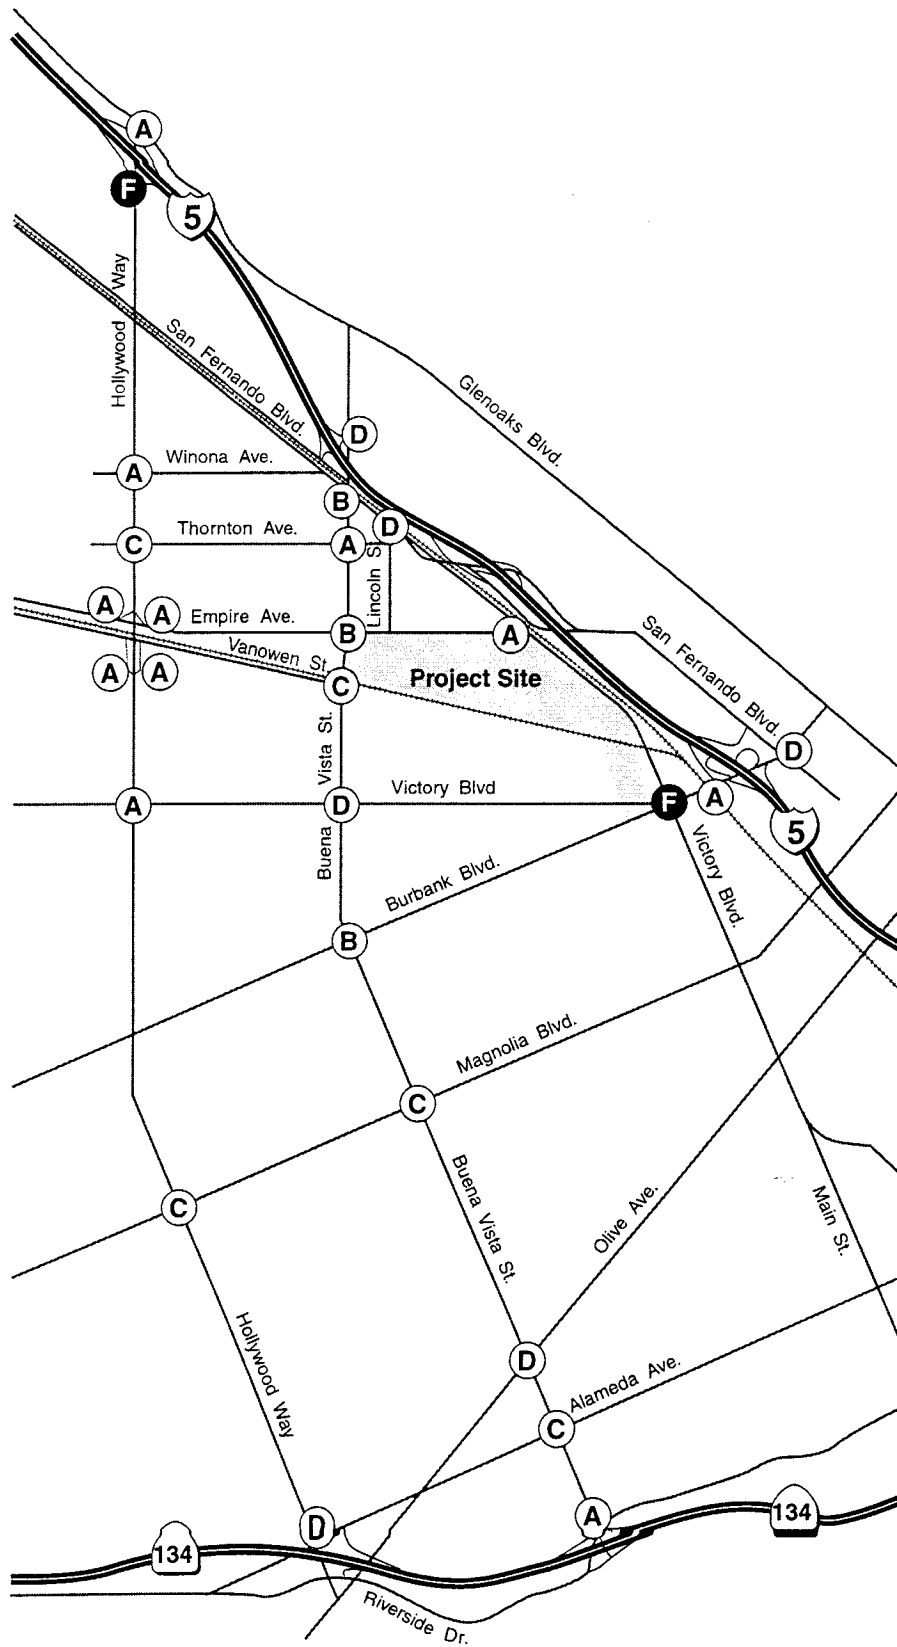 A
F
5
Hollywood Way
San Fernando Blvd.
Glenoaks Blvd.
D
A
Winona Ave.
B
D
C
Thornton Ave.
A
Lincoln S
A
A
Empire Ave.
B
A
San Fernando Blvd.
Vanowen St.
A
A
C
Project Site
D
Buena Vista St.
A
D
Victory Blvd
F
A
5
Victory Blvd.
Burbank Blvd.
B
Magnolia Blvd.
C
Buena Vista St.
C
Olive Ave.
Main St.
Hollywood Way
D
Alameda Ave.
C
D
A
134
134
Riverside Dr.